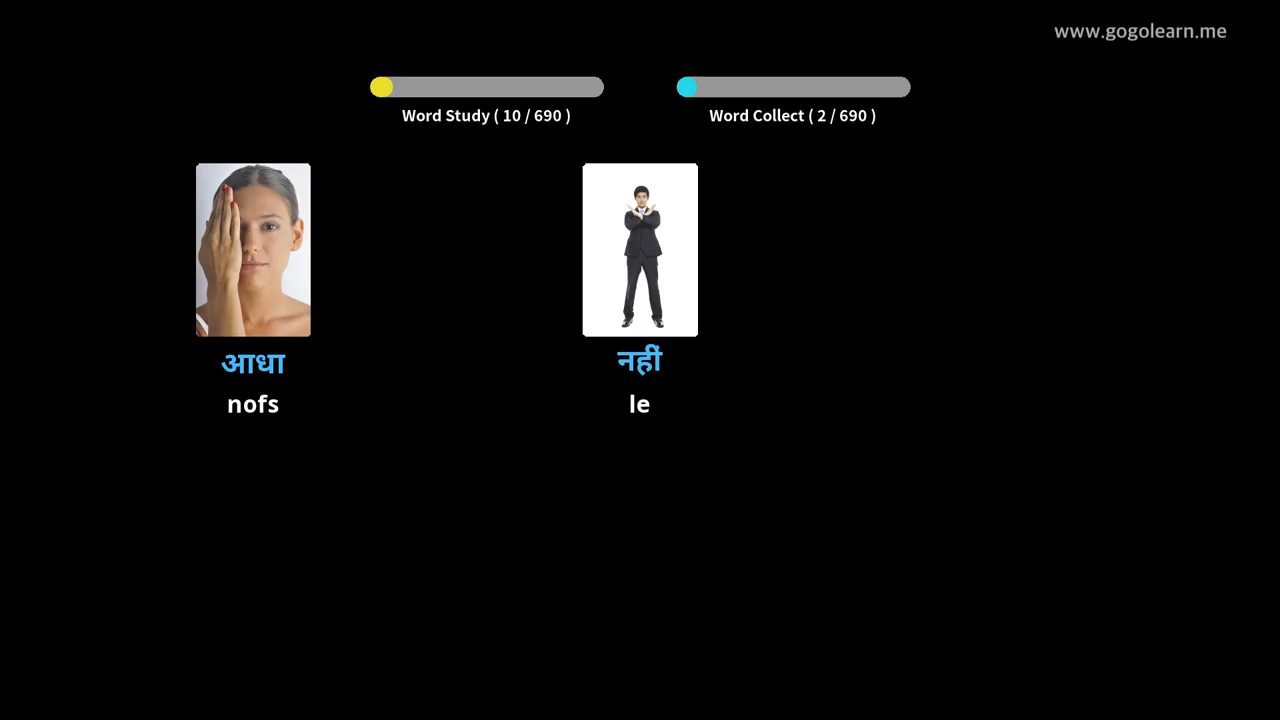 www.gogolearn.me
Word Study ( 10 / 690 )
Word Collect ( 2 / 690 )
आधा
नहीं
nofs
le